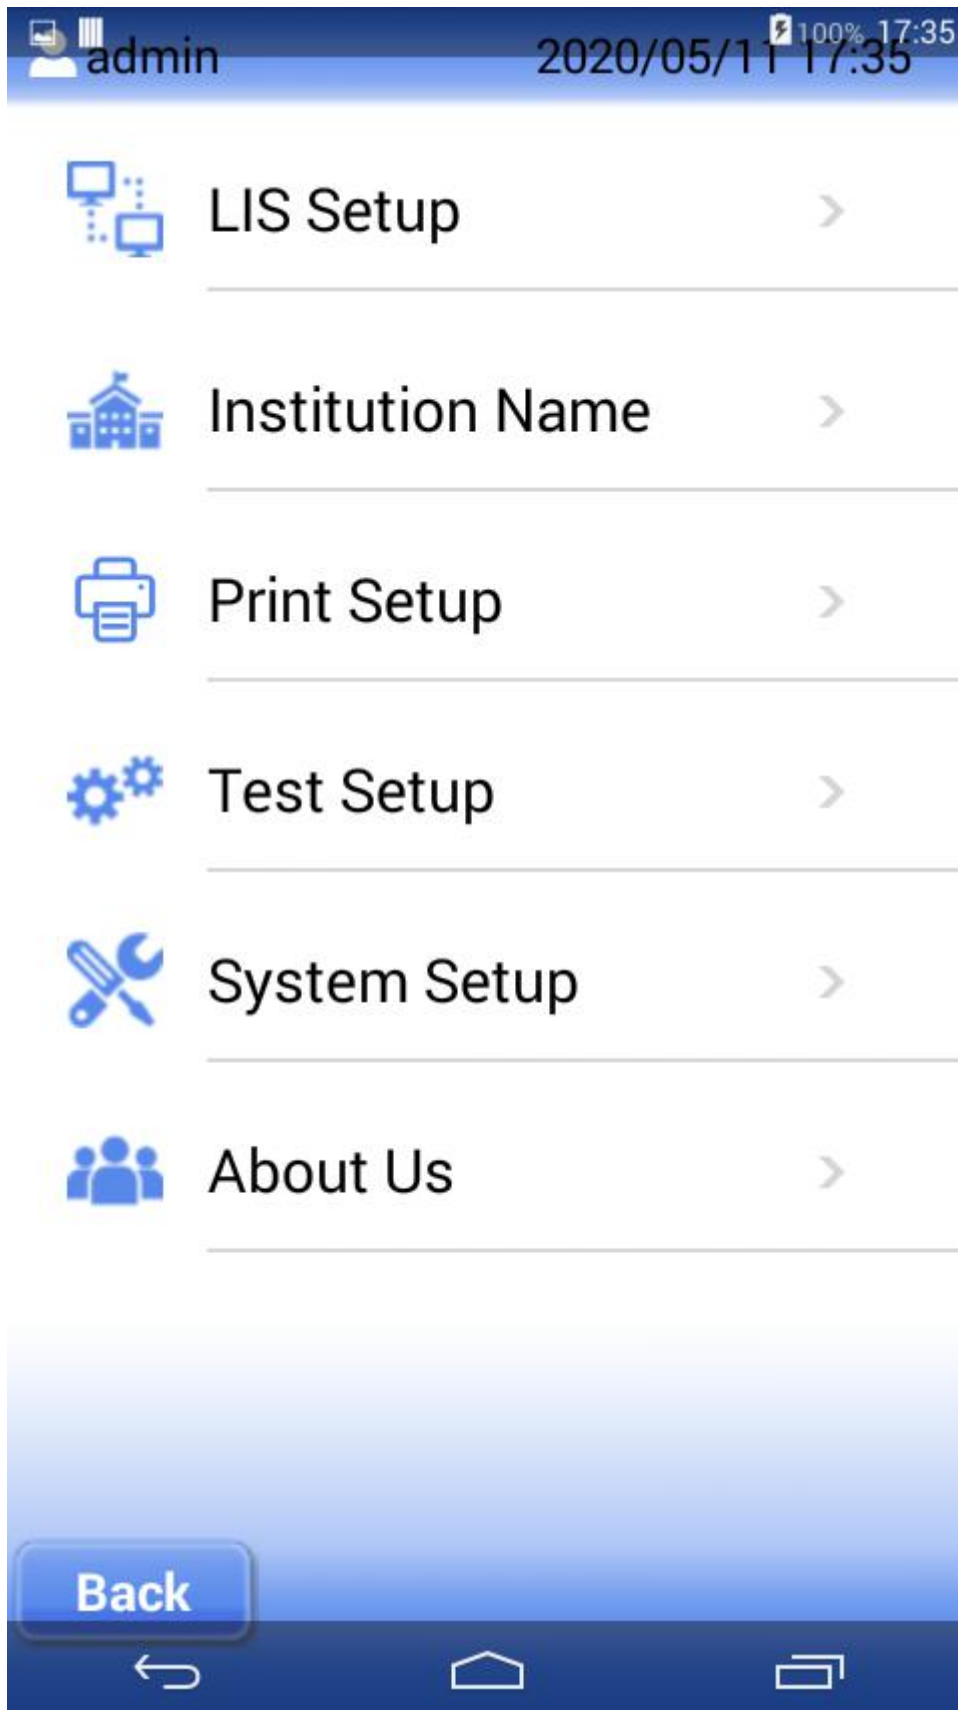 100% 17:35
admin 2020/05/11 17:35
LIS Setup
Institution Name
Print Setup
Test Setup
System Setup
About Us
Back